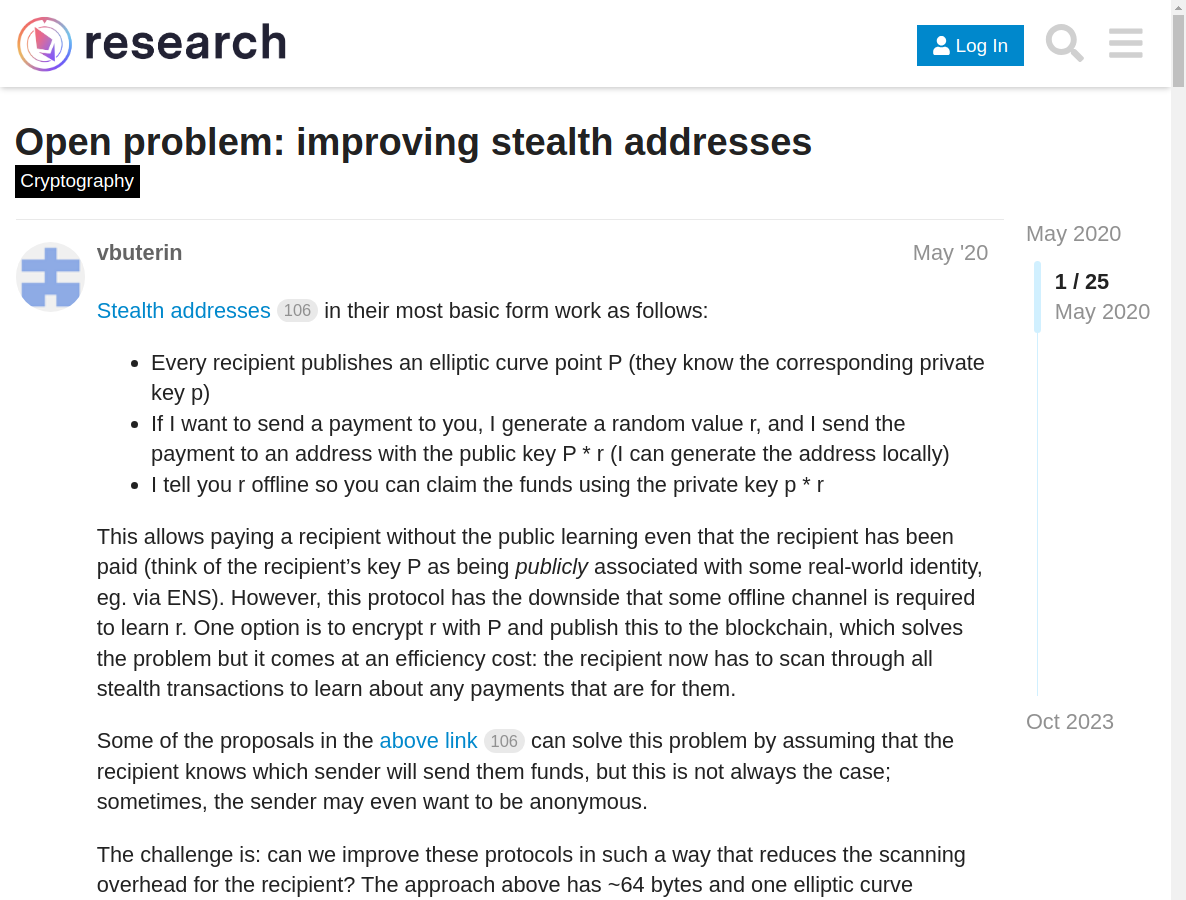 research
Log In
Open problem: improving stealth addresses
Cryptography
vbuterin
May '20
Stealth addresses 106 in their most basic form work as follows:
• Every recipient publishes an elliptic curve point P (they know the corresponding private
key p)
• If I want to send a payment to you, I generate a random value r, and I send the
payment to an address with the public key P * r (I can generate the address locally)
• I tell you r offline so you can claim the funds using the private key p * r
This allows paying a recipient without the public learning even that the recipient has been
paid (think of the recipient’s key P as being publicly associated with some real-world identity,
eg. via ENS). However, this protocol has the downside that some offline channel is required
to learn r. One option is to encrypt r with P and publish this to the blockchain, which solves
the problem but it comes at an efficiency cost: the recipient now has to scan through all
stealth transactions to learn about any payments that are for them.
Some of the proposals in the above link 106 can solve this problem by assuming that the
recipient knows which sender will send them funds, but this is not always the case;
sometimes, the sender may even want to be anonymous.
The challenge is: can we improve these protocols in such a way that reduces the scanning
overhead for the recipient? The approach above has ~64 bytes and one elliptic curve
May 2020
1 / 25
May 2020
Oct 2023